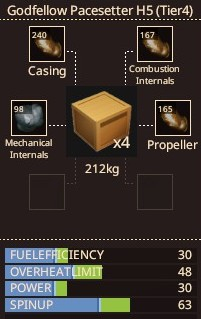 Godfellow Pacesetter H5 (Tier4)
240
167
Casing
Combustion
Internals
98
165
x4
Mechanical
Internals
Propeller
212kg
FUELEFFICIENCY 30
OVERHEATLIMIT 48
POWER 30
SPINUP 63